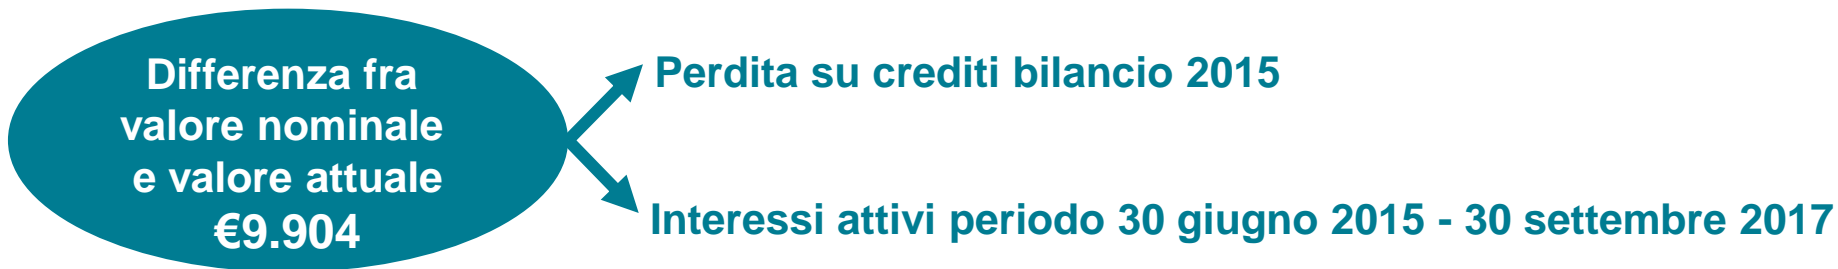 Differenza fra
valore nominale
e valore attuale
€9.904
Perdita su crediti bilancio 2015
Interessi attivi periodo 30 giugno 2015 - 30 settembre 2017